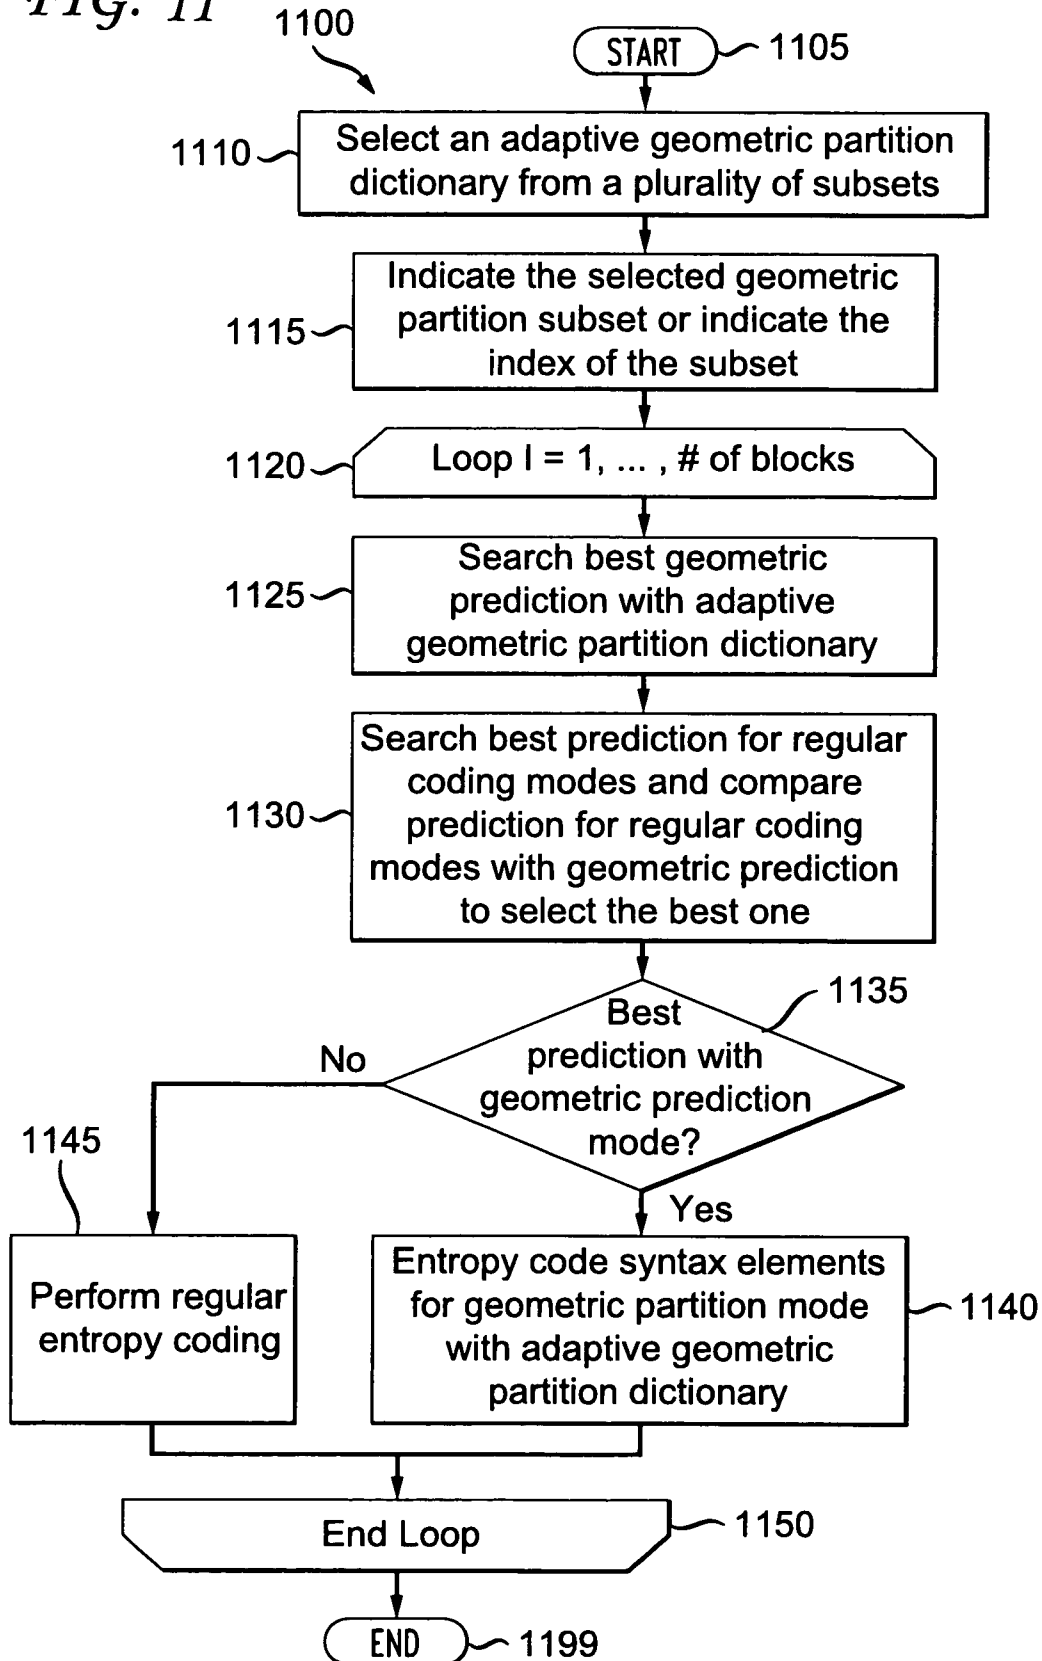 FIG. 11
1100
START
1105
1110
Select an adaptive geometric partition
dictionary from a plurality of subsets
Indicate the selected geometric
partition subset or indicate the
index of the subset
1115
1120
Loop I = 1, ... , # of blocks
Search best geometric
prediction with adaptive
geometric partition dictionary
1125
Search best prediction for regular
coding modes and compare
prediction for regular coding
modes with geometric prediction
to select the best one
1130
1135
Best
prediction with
geometric prediction
mode?
No
Yes
1145
Perform regular
entropy coding
Entropy code syntax elements
for geometric partition mode
with adaptive geometric
partition dictionary
1140
End Loop
1150
END
1199